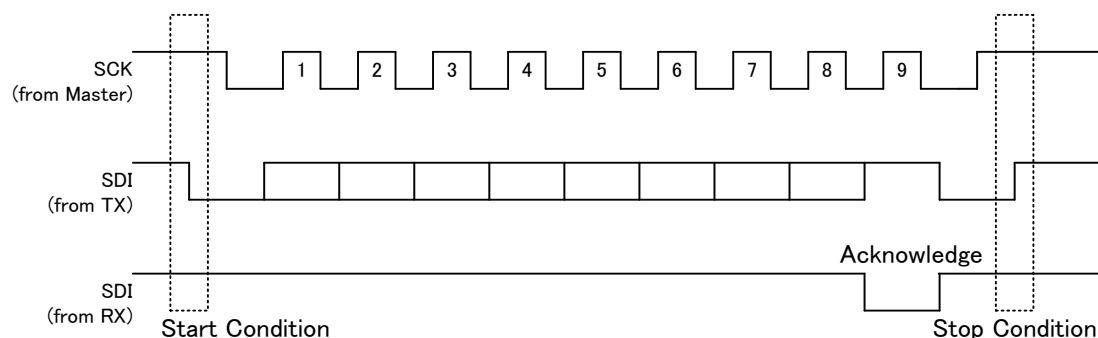 SCK
(from Master)
1 2 3 4 5 6 7 8 9
SDI
(from TX)
Acknowledge
SDI
(from RX)
Start Condition
Stop Condition